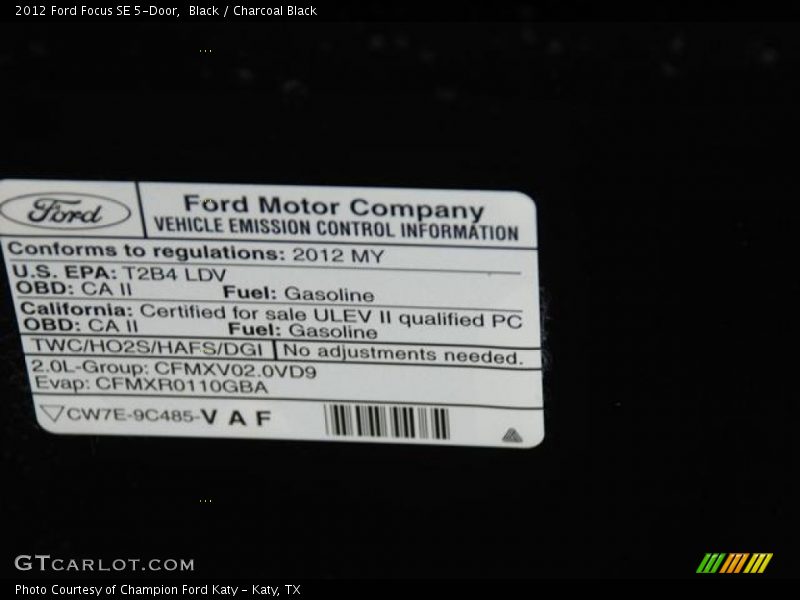 2012 Ford Focus SE 5-Door, Black / Charcoal Black
...
Ford
Ford Motor Company
VEHICLE EMISSION CONTROL INFORMATION
Conforms to regulations: 2012 MY
U.S. EPA: T2B4 LDV
OBD: CA II Fuel: Gasoline
California: Certified for sale ULEV II qualified PC
OBD: CA II Fuel: Gasoline
TWC/HO2S/HAFS/DGI No adjustments needed.
2.0L-Group: CFMXV02.0VD9
Evap: CFMXR0110GBA
CW7E-9C485-V A F
...
GTCARLOT.COM
Photo Courtesy of Champion Ford Katy - Katy, TX